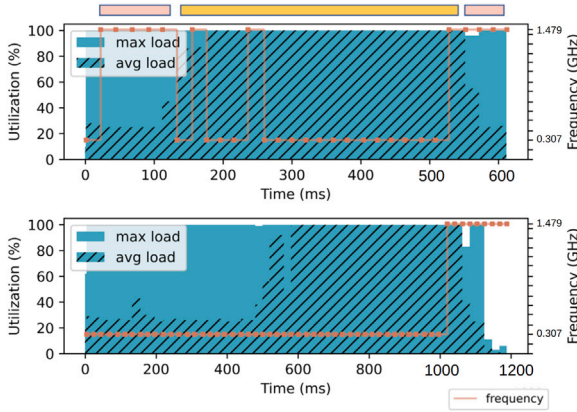 100
80
60
40
20
0
Utilization (%)
max load
avg load
1.479
0.307
Frequency (GHz)
0 100 200 300 400 500 600
Time (ms)
100
80
60
40
20
0
Utilization (%)
max load
avg load
1.479
0.307
Frequency (GHz)
0 200 400 600 800 1000 1200
Time (ms)
frequency